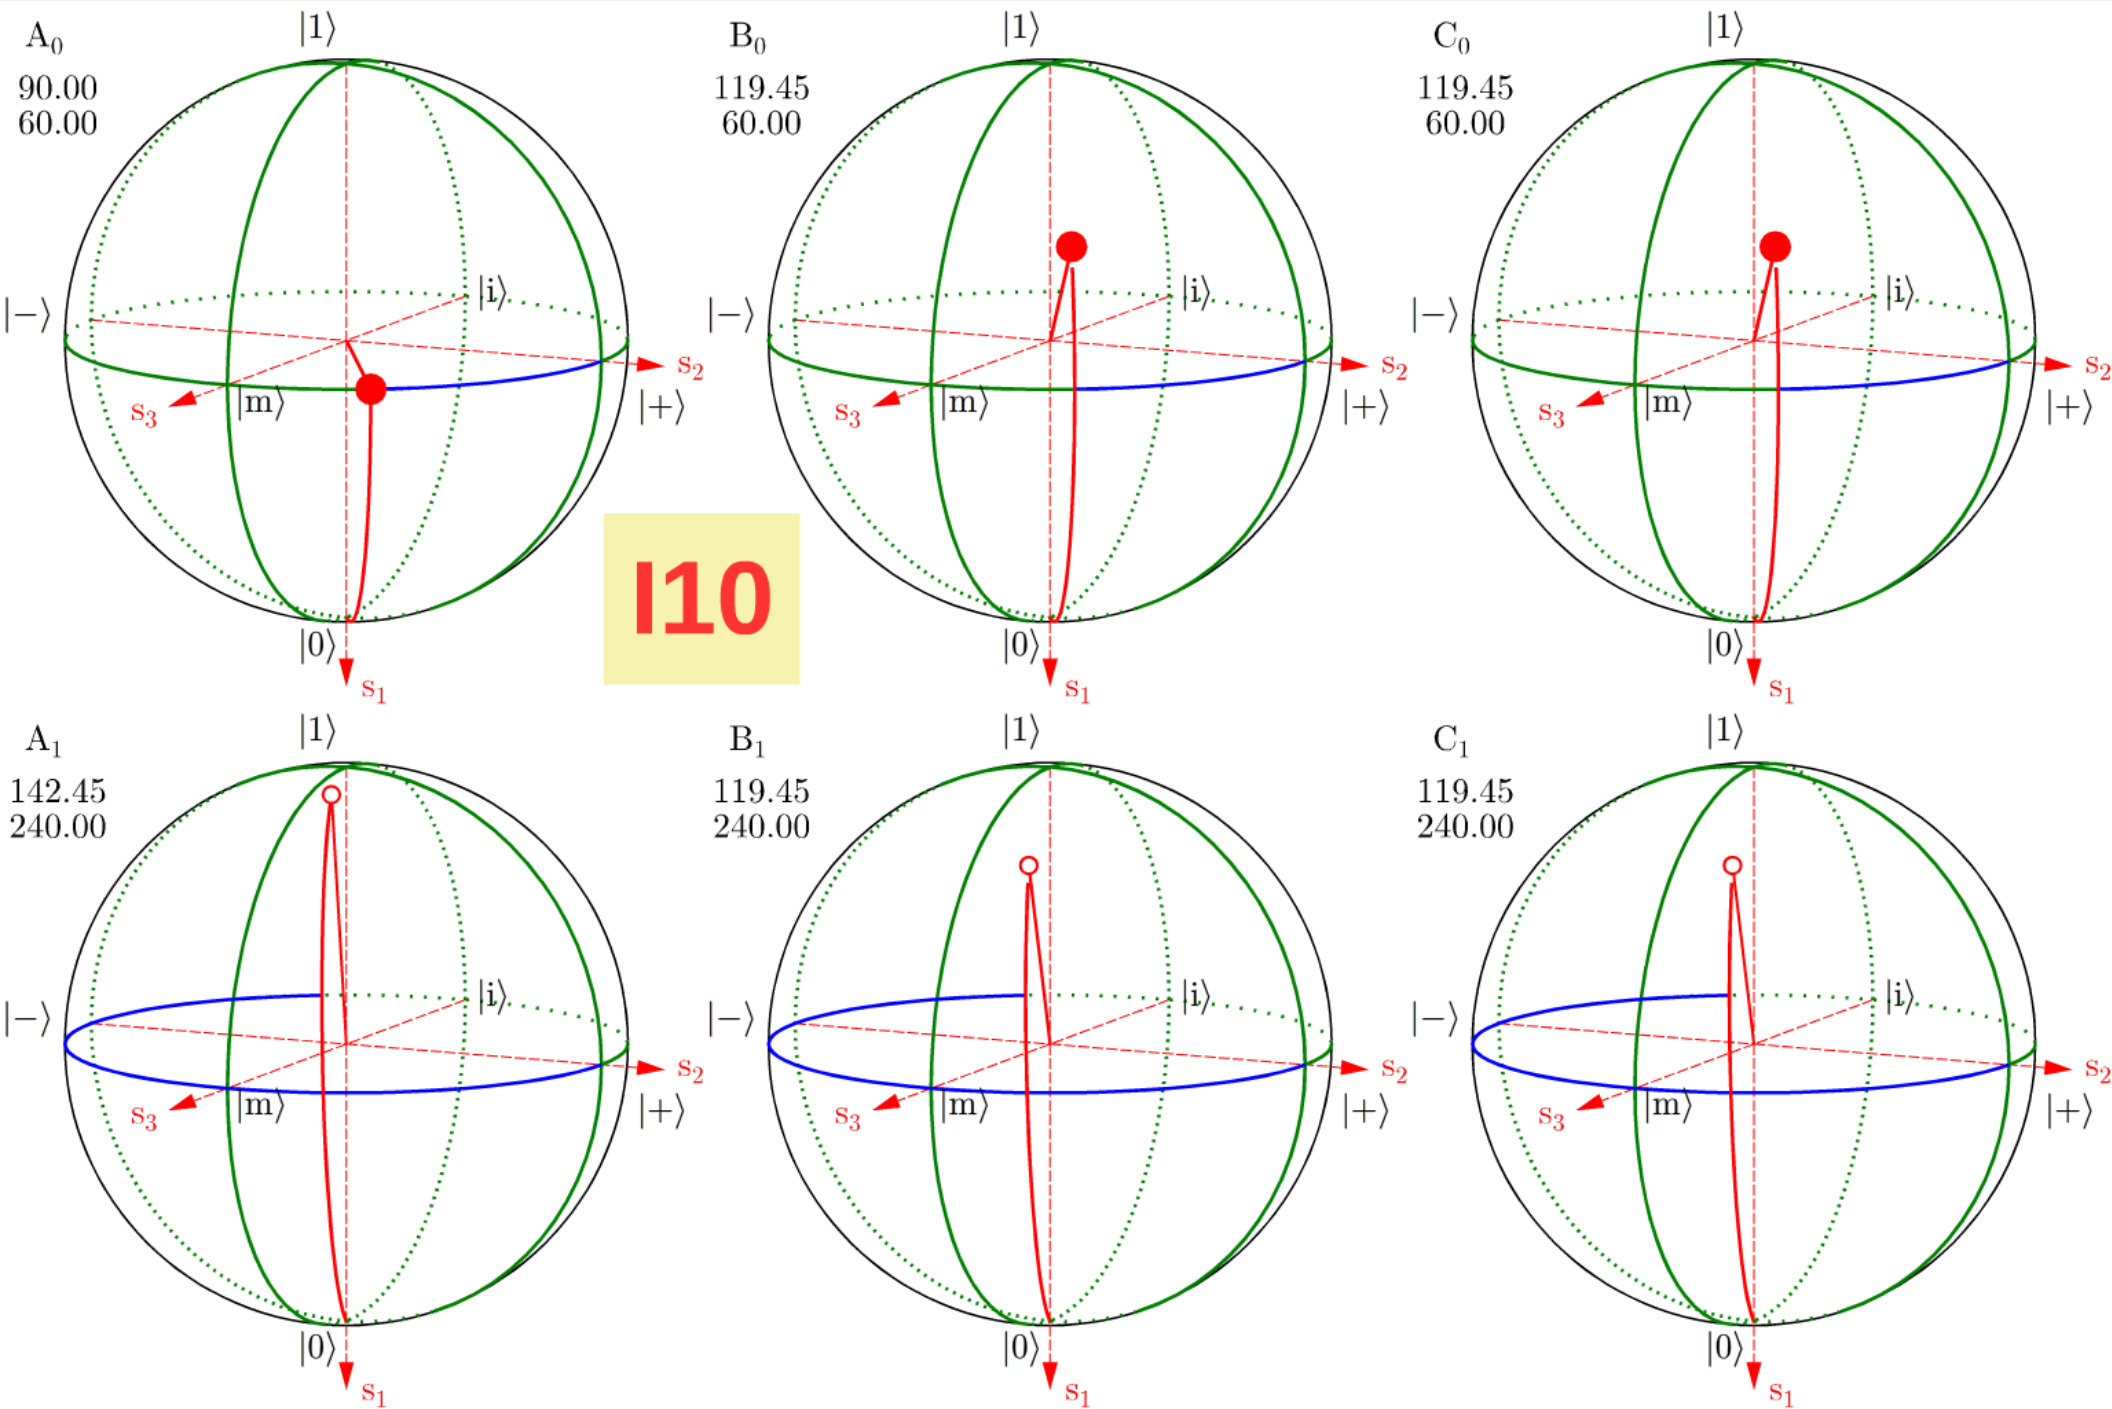 A₀
90.00
60.00
|1⟩
|−⟩
|i⟩
s₂
|+⟩
s₃
|m⟩
|0⟩
s₁
B₀
119.45
60.00
|1⟩
|−⟩
|i⟩
s₂
|+⟩
s₃
|m⟩
|0⟩
s₁
C₀
119.45
60.00
|1⟩
|−⟩
|i⟩
s₂
|+⟩
s₃
|m⟩
|0⟩
s₁
I10
A₁
142.45
240.00
|1⟩
|−⟩
|i⟩
s₂
|+⟩
s₃
|m⟩
|0⟩
s₁
B₁
119.45
240.00
|1⟩
|−⟩
|i⟩
s₂
|+⟩
s₃
|m⟩
|0⟩
s₁
C₁
119.45
240.00
|1⟩
|−⟩
|i⟩
s₂
|+⟩
s₃
|m⟩
|0⟩
s₁